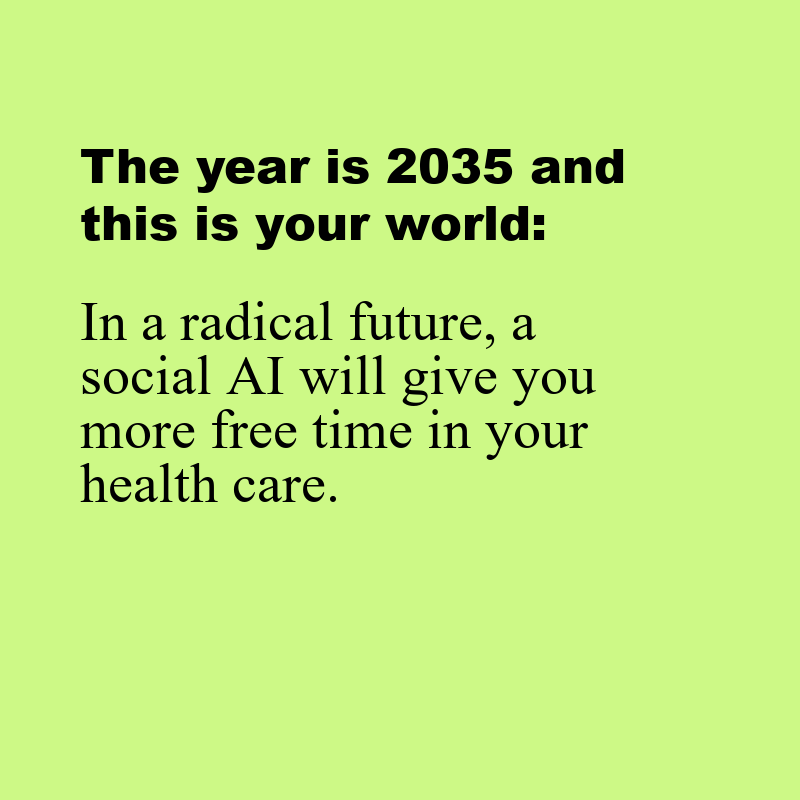 The year is 2035 and
this is your world:
In a radical future, a
social AI will give you
more free time in your
health care.